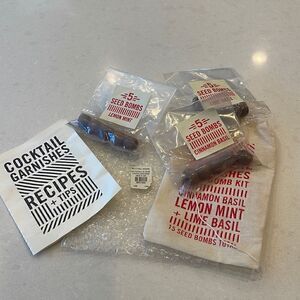 5
SEED BOMBS
LEMON MINT
5
SEED BOMBS
5
SEED BOMBS
CINNAMON BASIL
COCKTAIL
GARNISHES
RECIPES
+ TIPS
BOMB KIT
CINNAMON BASIL
LEMON MINT
+ LIME BASIL
15 SEED BOMBS